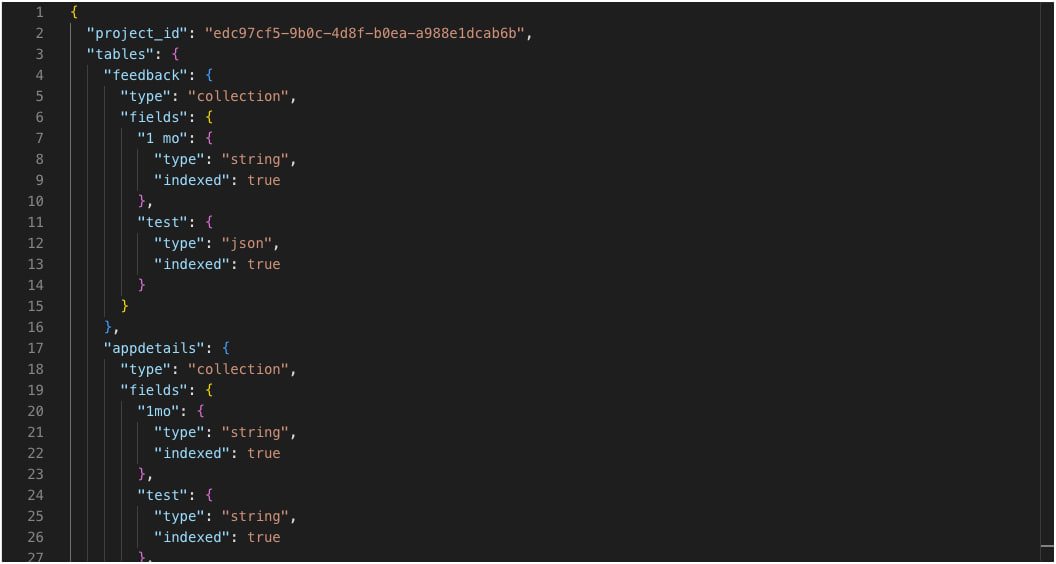 1 {
2 "project_id": "edc97cf5-9b0c-4d8f-b0ea-a988e1dcab6b",
3 "tables": {
4 "feedback": {
5 "type": "collection",
6 "fields": {
7 "1 mo": {
8 "type": "string",
9 "indexed": true
10 },
11 "test": {
12 "type": "json",
13 "indexed": true
14 }
15 }
16 },
17 "appdetails": {
18 "type": "collection",
19 "fields": {
20 "1mo": {
21 "type": "string",
22 "indexed": true
23 },
24 "test": {
25 "type": "string",
26 "indexed": true
27 },